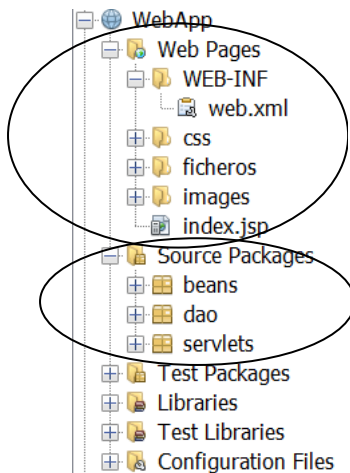 WebApp
Web Pages
WEB-INF
web.xml
css
ficheros
images
index.jsp
Source Packages
beans
dao
servlets
Test Packages
Libraries
Test Libraries
Configuration Files